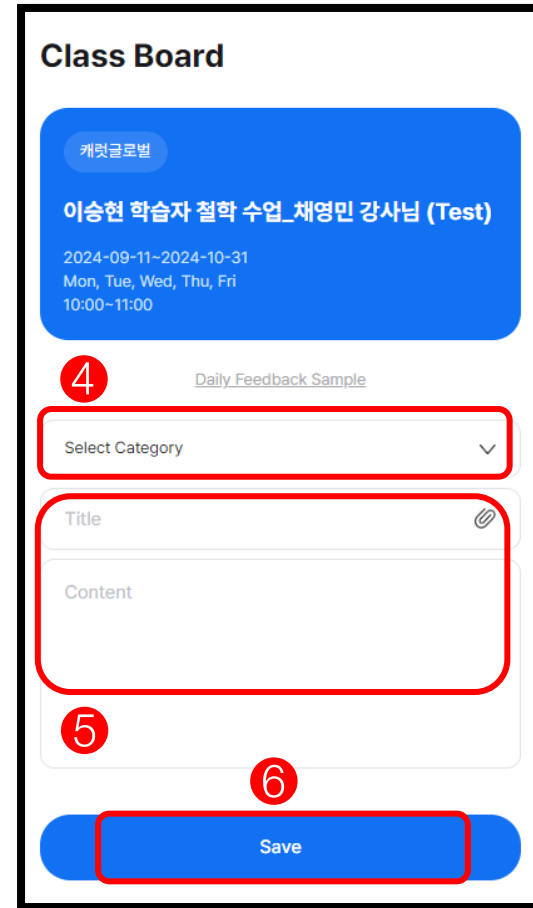 Class Board
캐럿글로벌
이승현 학습자 철학 수업_채영민 강사님 (Test)
2024-09-11~2024-10-31
Mon, Tue, Wed, Thu, Fri
10:00~11:00
4
Daily Feedback Sample
Select Category
Title
Content
5
6
Save